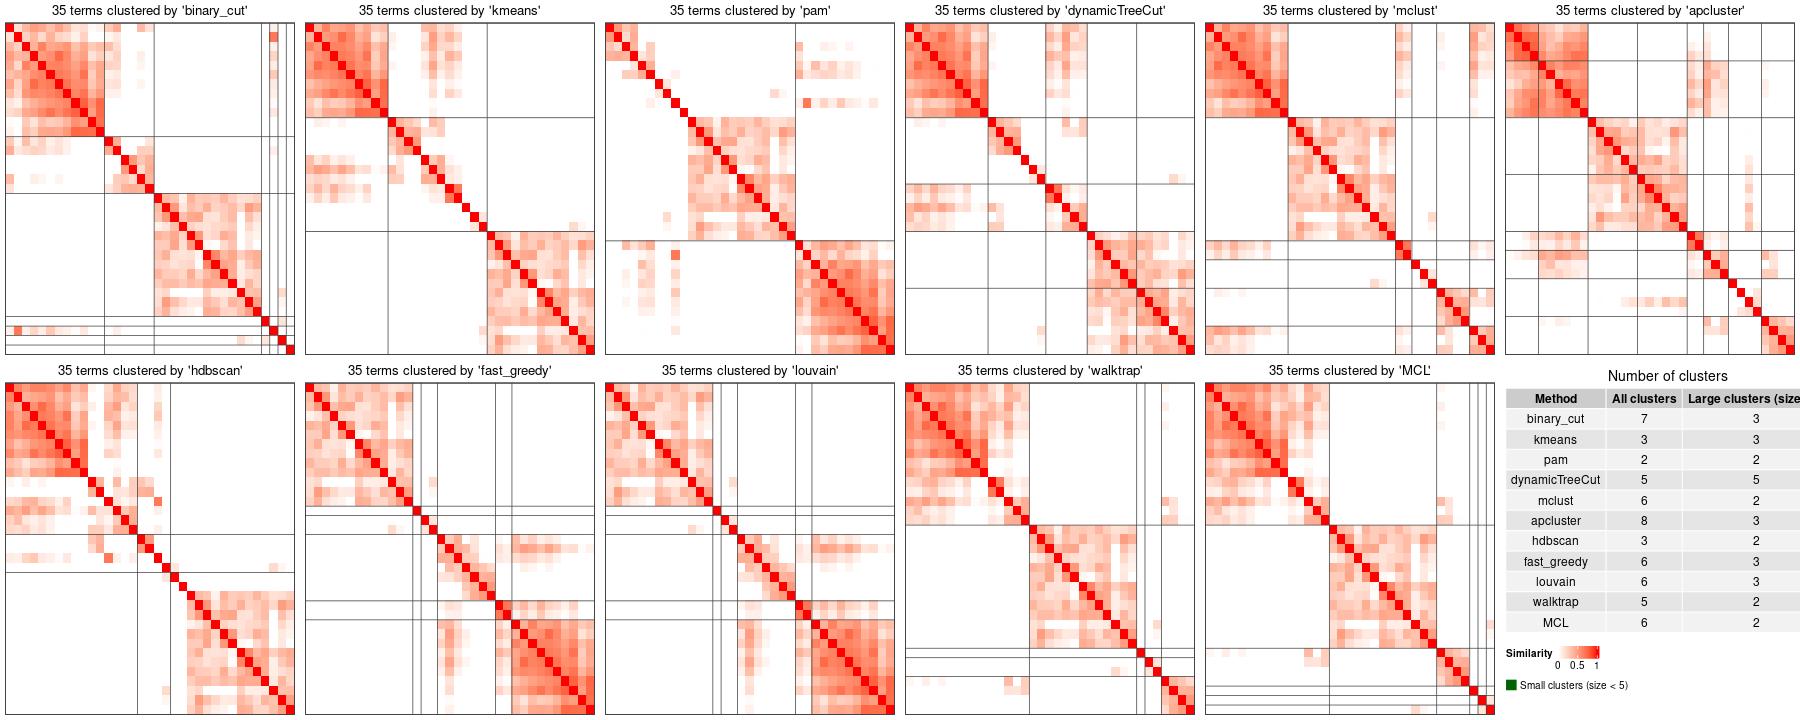 35 terms clustered by 'binary_cut'
35 terms clustered by 'kmeans'
35 terms clustered by 'pam'
35 terms clustered by 'dynamicTreeCut'
35 terms clustered by 'mclust'
35 terms clustered by 'apcluster'
35 terms clustered by 'hdbscan'
35 terms clustered by 'fast_greedy'
35 terms clustered by 'louvain'
35 terms clustered by 'walktrap'
35 terms clustered by 'MCL'
Number of clusters
Method All clusters Large clusters (size
binary_cut 7 3
kmeans 3 3
pam 2 2
dynamicTreeCut 5 5
mclust 6 2
apcluster 8 3
hdbscan 3 2
fast_greedy 6 3
louvain 6 3
walktrap 5 2
MCL 6 2
Similarity
0 0.5 1
Small clusters (size < 5)